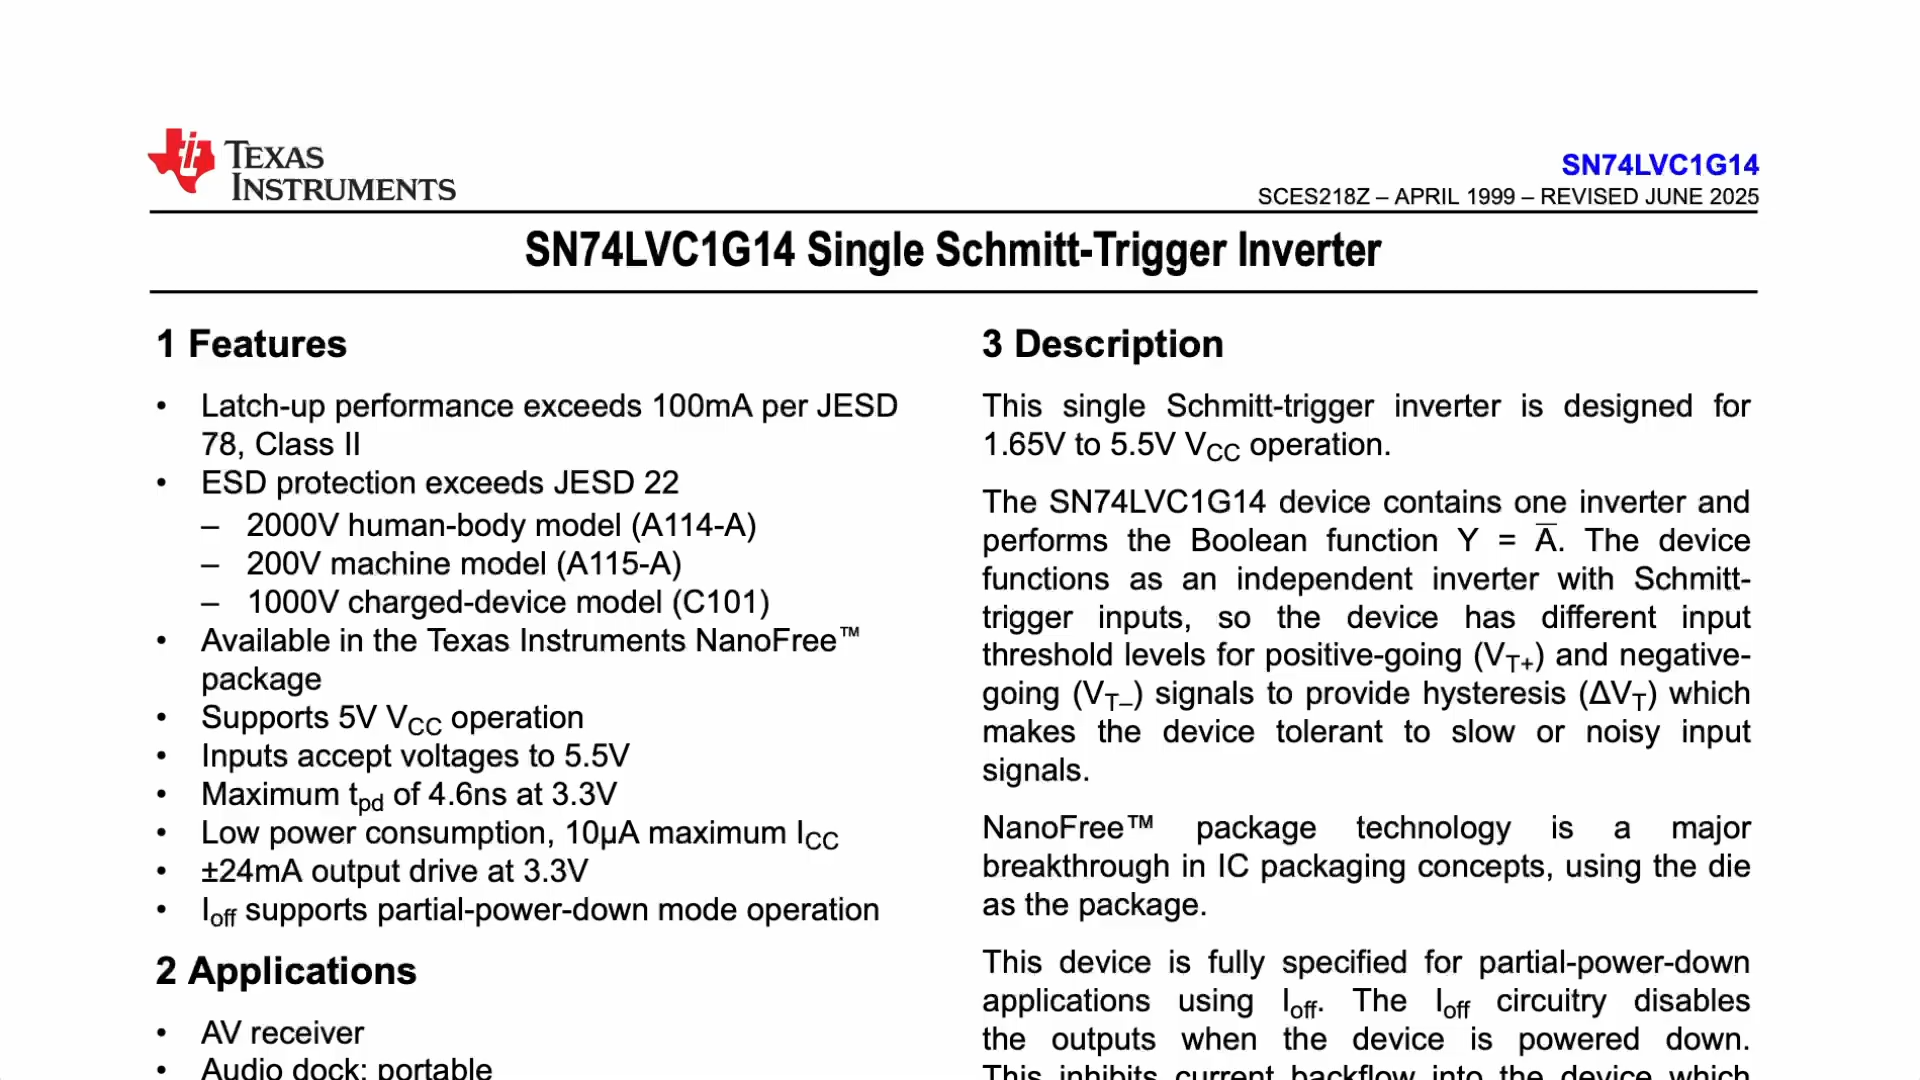 TEXAS
INSTRUMENTS
SN74LVC1G14
SCES218Z – APRIL 1999 – REVISED JUNE 2025
SN74LVC1G14 Single Schmitt-Trigger Inverter
1 Features
• Latch-up performance exceeds 100mA per JESD
78, Class II
• ESD protection exceeds JESD 22
– 2000V human-body model (A114-A)
– 200V machine model (A115-A)
– 1000V charged-device model (C101)
• Available in the Texas Instruments NanoFree™
package
• Supports 5V VCC operation
• Inputs accept voltages to 5.5V
• Maximum tpd of 4.6ns at 3.3V
• Low power consumption, 10μA maximum ICC
• ±24mA output drive at 3.3V
• Ioff supports partial-power-down mode operation
2 Applications
• AV receiver
• Audio dock: portable
3 Description
This single Schmitt-trigger inverter is designed for
1.65V to 5.5V VCC operation.
The SN74LVC1G14 device contains one inverter and
performs the Boolean function Y = A̅. The device
functions as an independent inverter with Schmitt-
trigger inputs, so the device has different input
threshold levels for positive-going (VT+) and negative-
going (VT–) signals to provide hysteresis (ΔVT) which
makes the device tolerant to slow or noisy input
signals.
NanoFree™ package technology is a major
breakthrough in IC packaging concepts, using the die
as the package.
This device is fully specified for partial-power-down
applications using Ioff. The Ioff circuitry disables
the outputs when the device is powered down.
This inhibits current backflow into the device which